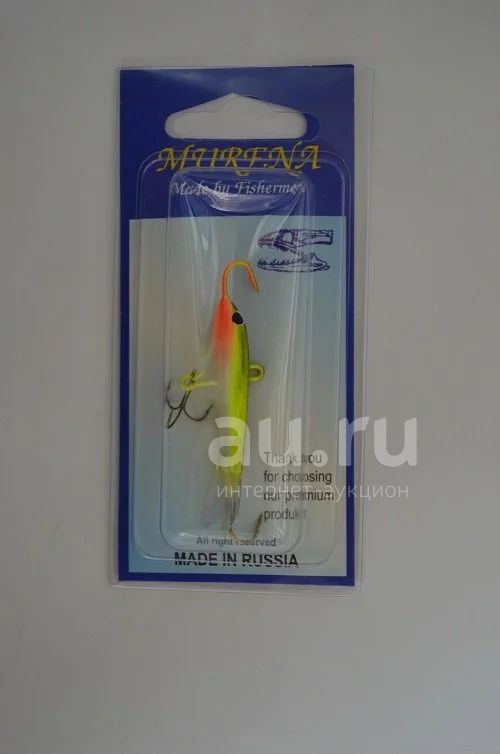 MURENA
Made by Fishermen
Thank you
for choosing
our premium
produkt!
au.ru
интернет-аукцион
All right reserved
MADE IN RUSSIA